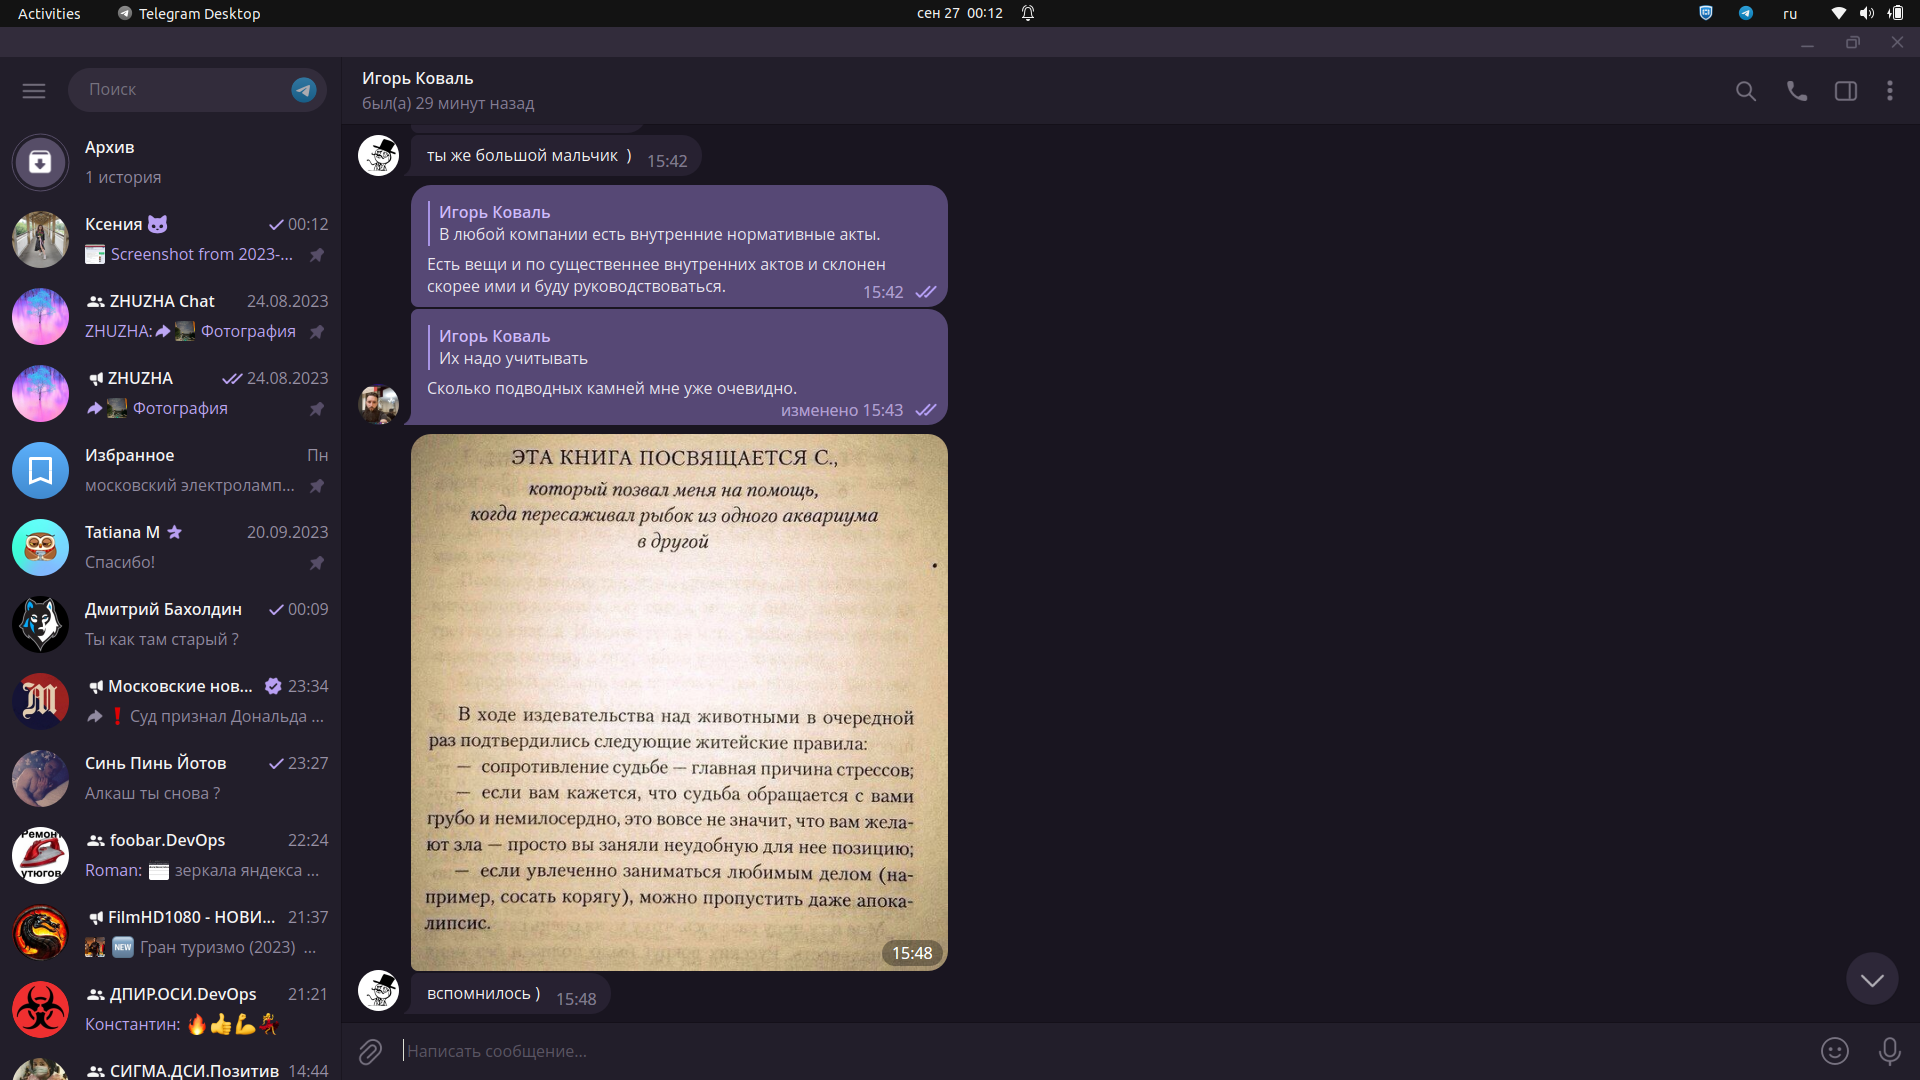 Activities
Telegram Desktop
сен 27 00:12
ru
Поиск
Архив
1 история
Ксения
00:12
Screenshot from 2023-...
ZHUZHA Chat
24.08.2023
ZHUZHA:
Фотография
ZHUZHA
24.08.2023
Фотография
Избранное
Пн
московский электроламп...
Tatiana M
20.09.2023
Спасибо!
Дмитрий Бахолдин
00:09
Ты как там старый ?
Московские нов...
23:34
Суд признал Дональда ...
Синь Пинь Йотов
23:27
Алкаш ты снова ?
Ремонт
утюгов
foobar.DevOps
22:24
Roman:
зеркала яндекса ...
FilmHD1080 - НОВИ...
21:37
NEW
Гран туризмо (2023) ...
ДПИР.ОСИ.DevOps
21:21
Константин:
СИГМА.ДСИ.Позитив
14:44
Игорь Коваль
был(а) 29 минут назад
ты же большой мальчик )
15:42
Игорь Коваль
В любой компании есть внутренние нормативные акты.
Есть вещи и по существеннее внутренних актов и склонен
скорее ими и буду руководствоваться.
15:42
Игорь Коваль
Их надо учитывать
Сколько подводных камней мне уже очевидно.
изменено 15:43
ЭТА КНИГА ПОСВЯЩАЕТСЯ С.,
который позвал меня на помощь,
когда пересаживал рыбок из одного аквариума
в другой
В ходе издевательства над животными в очередной
раз подтвердились следующие житейские правила:
— сопротивление судьбе — главная причина стрессов;
— если вам кажется, что судьба обращается с вами
грубо и немилосердно, это вовсе не значит, что вам жела-
ют зла — просто вы заняли неудобную для нее позицию;
— если увлеченно заниматься любимым делом (на-
пример, сосать корягу), можно пропустить даже апока-
липсис.
15:48
вспомнилось )
15:48
Написать сообщение...